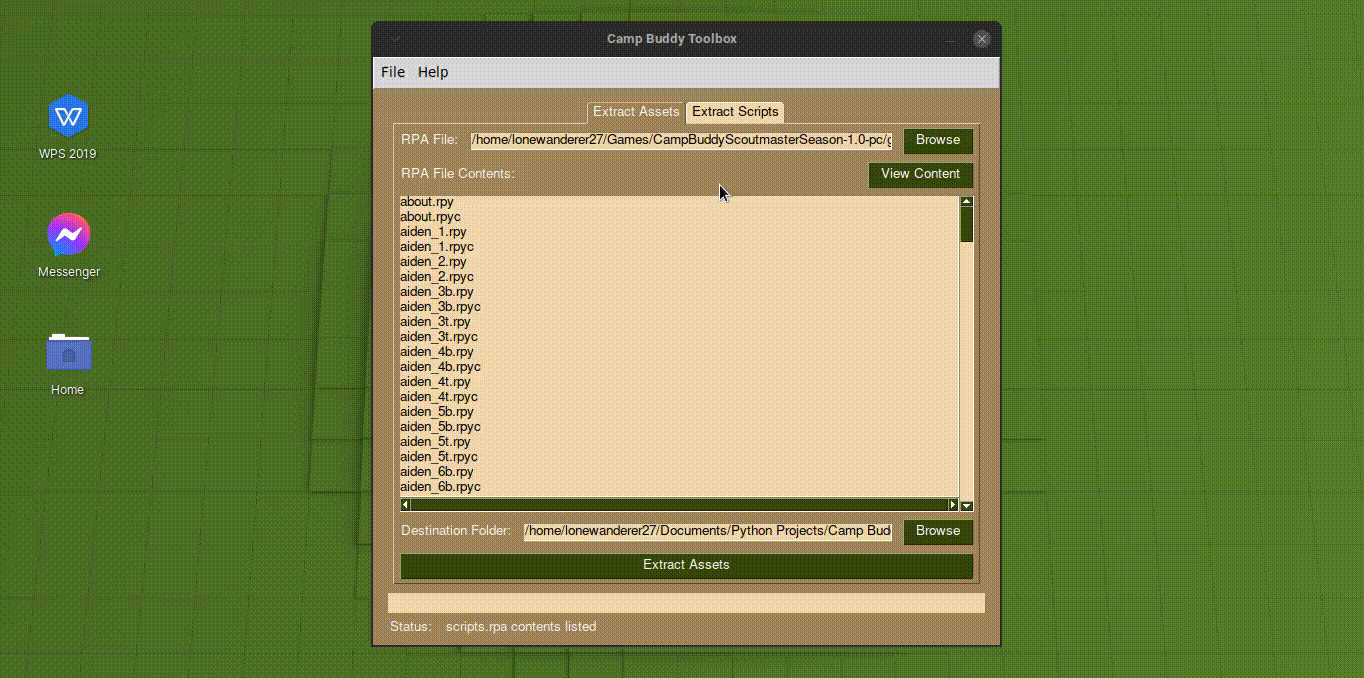 Camp Buddy Toolbox
File Help
WPS 2019
Messenger
Home
Extract Assets Extract Scripts
RPA File: /home/lonewanderer27/Games/CampBuddyScoutmasterSeason-1.0-pc/g Browse
RPA File Contents: View Content
about.rpy
about.rpyc
aiden_1.rpy
aiden_1.rpyc
aiden_2.rpy
aiden_2.rpyc
aiden_3b.rpy
aiden_3b.rpyc
aiden_3t.rpy
aiden_3t.rpyc
aiden_4b.rpy
aiden_4b.rpyc
aiden_4t.rpy
aiden_4t.rpyc
aiden_5b.rpy
aiden_5b.rpyc
aiden_5t.rpy
aiden_5t.rpyc
aiden_6b.rpy
aiden_6b.rpyc
Destination Folder: /home/lonewanderer27/Documents/Python Projects/Camp Bud Browse
Extract Assets
Status: scripts.rpa contents listed